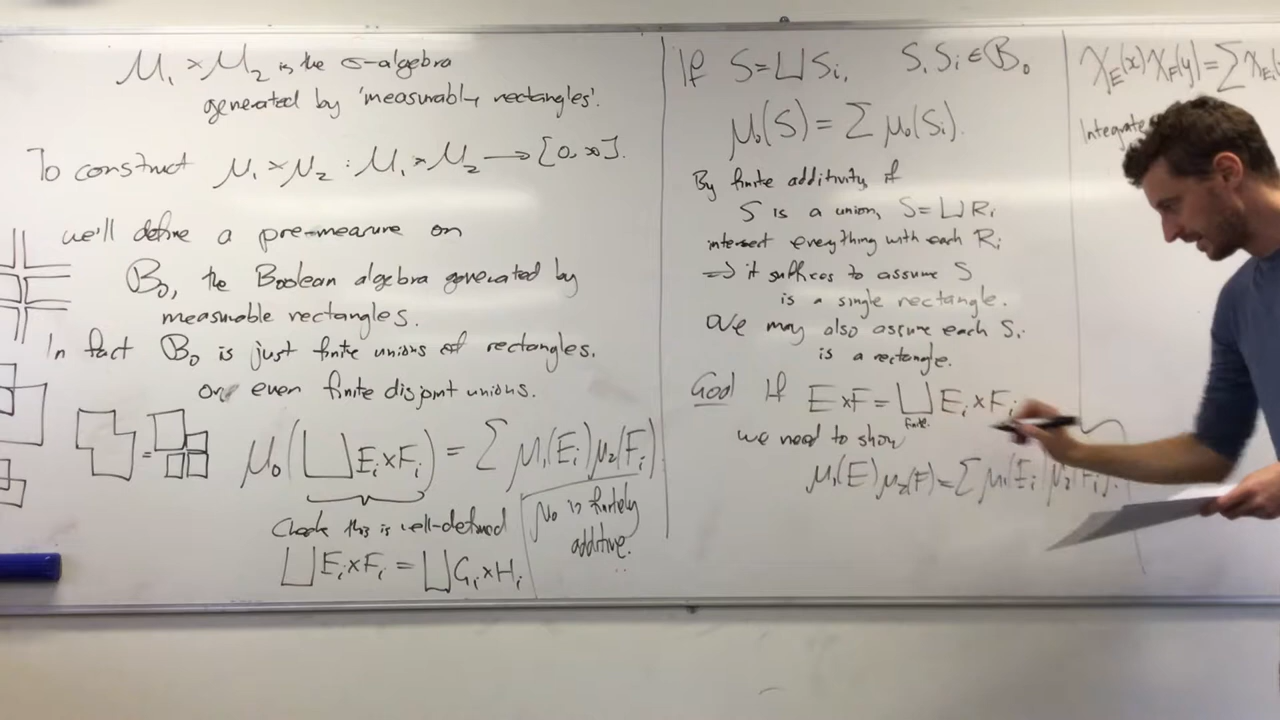 M₁ × M₂ is the σ-algebra
generated by 'measurable rectangles'.
To construct μ₁×μ₂ : M₁×M₂ → [0,∞].
we'll define a pre-measure on
B₀, the Boolean algebra generated by
measurable rectangles.
In fact B₀ is just finite unions of rectangles.
or even finite disjoint unions.
=
μ₀(⊔ Eᵢ×Fᵢ) = Σ μ₁(Eᵢ)μ₂(Fᵢ)
Check this is well-defined
⊔ Eᵢ×Fᵢ = ⊔ Gᵢ×Hᵢ
μ₀ is finitely
additive.
If S=⊔Sᵢ, S,Sᵢ∈B₀
μ₀(S) = Σ μ₀(Sᵢ).
By finite additivity, if
S is a union, S=⊔Rᵢ
intersect everything with each Rᵢ
⇒ it suffices to assume S
is a single rectangle.
We may also assume each Sᵢ
is a rectangle.
Goal If E×F = ⊔ Eᵢ×Fᵢ
finite
we need to show
μ₁(E)μ₂(F)=Σμ₁(Eᵢ)μ₂(Fᵢ).
χ_E(x)χ_F(y)=Σχ_Eᵢ(
Integrate